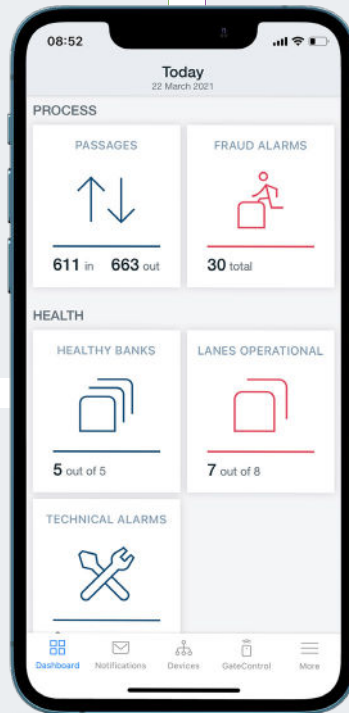 08:52
Today
22 March 2021
PROCESS
PASSAGES
FRAUD ALARMS
611 in 663 out
30 total
HEALTH
HEALTHY BANKS
LANES OPERATIONAL
5 out of 5
7 out of 8
TECHNICAL ALARMS
Dashboard
Notifications
Devices
GateControl
More